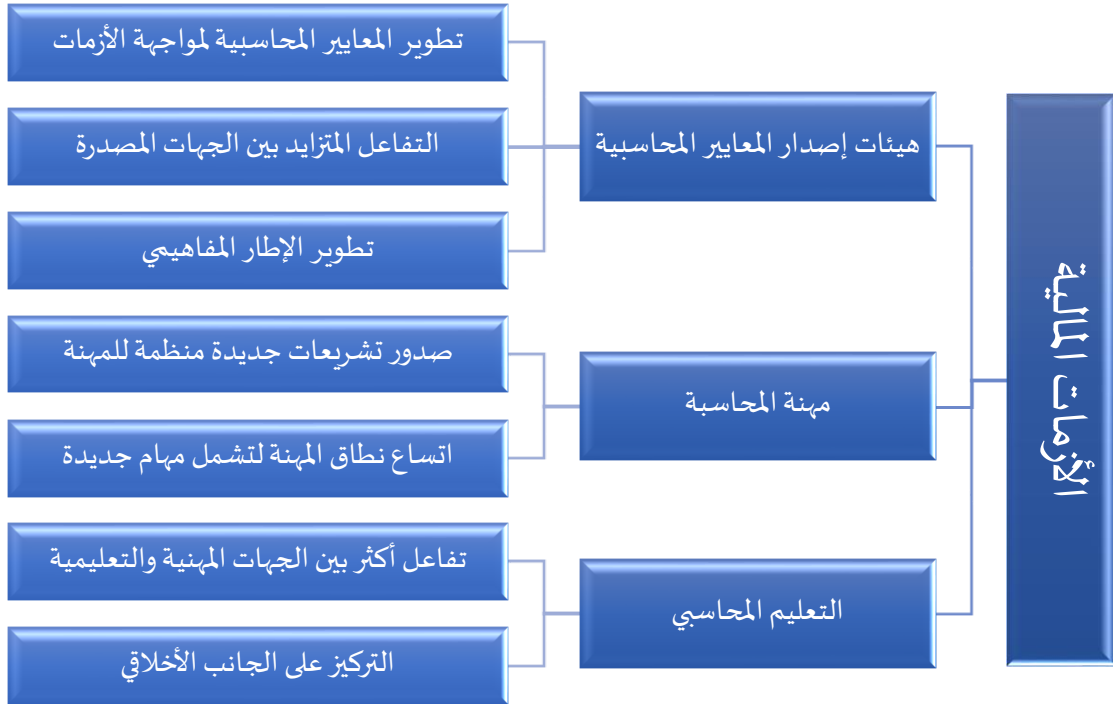 الأزمات المالية
هيئات إصدار المعايير المحاسبية
تطوير المعايير المحاسبية لمواجهة الأزمات
التفاعل المتزايد بين الجهات المصدرة
تطوير الإطار المفاهيمي
مهنة المحاسبة
صدور تشريعات جديدة منظمة للمهنة
اتساع نطاق المهنة لتشمل مهام جديدة
التعليم المحاسبي
تفاعل أكثر بين الجهات المهنية والتعليمية
التركيز على الجانب الأخلاقي